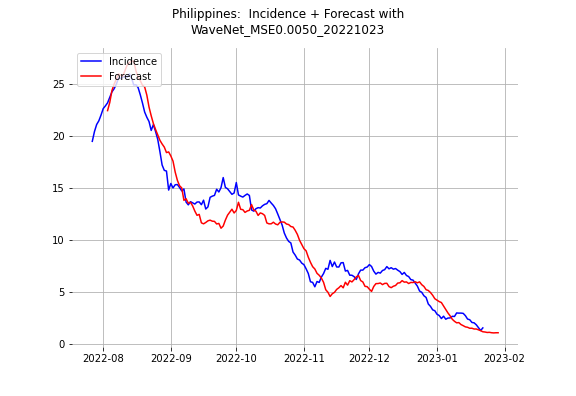 Philippines:  Incidence + Forecast with
WaveNet_MSE0.0050_20221023
Incidence
Forecast
25
20
15
10
5
0
2022-08 2022-09 2022-10 2022-11 2022-12 2023-01 2023-02